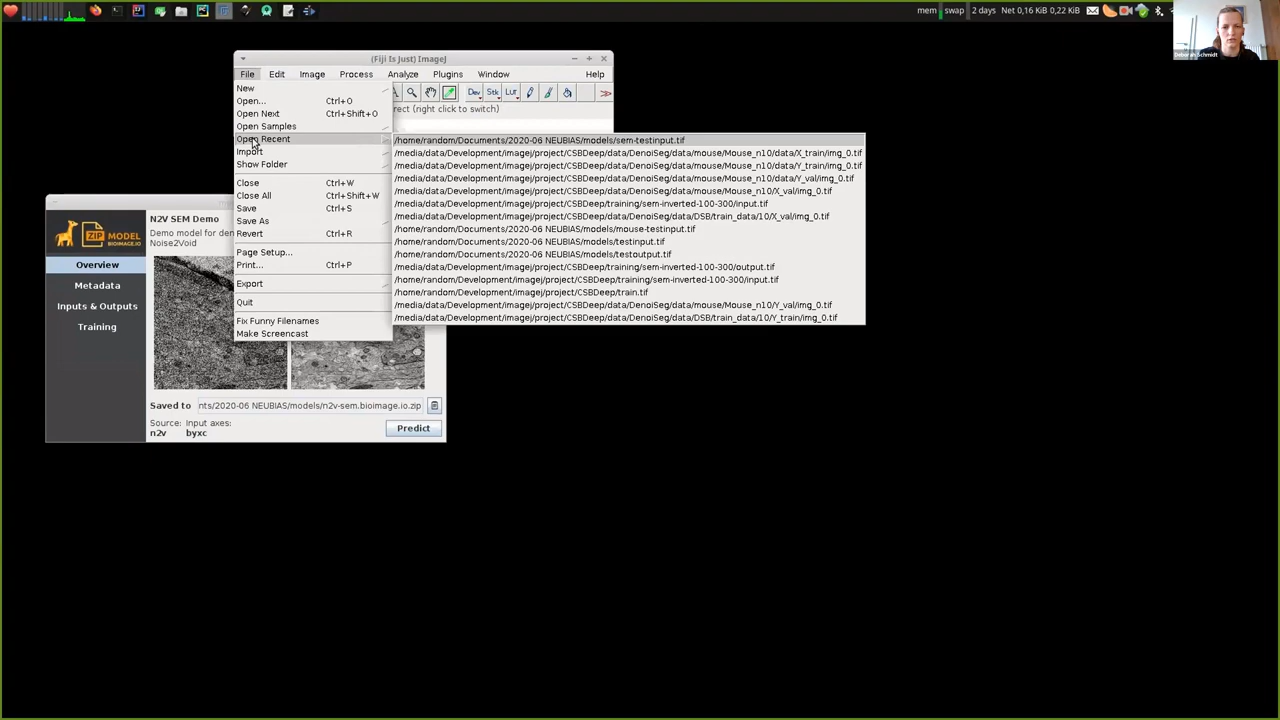 mem swap 2 days Net 0,16 KiB 0,22 KiB
Deborah Schmidt
(Fiji Is Just) ImageJ
File Edit Image Process Analyze Plugins Window Help
Dev Stk Lut
rect (right click to switch)
New
Open... Ctrl+O
Open Next Ctrl+Shift+O
Open Samples
Open Recent
Import
Show Folder
Close Ctrl+W
Close All Ctrl+Shift+W
Save Ctrl+S
Save As
Revert Ctrl+R
Page Setup...
Print... Ctrl+P
Export
Quit
Fix Funny Filenames
Make Screencast
/home/random/Documents/2020-06 NEUBIAS/models/sem-testinput.tif
/media/data/Development/imagej/project/CSBDeep/data/DenoiSeg/data/mouse/Mouse_n10/data/X_train/img_0.tif
/media/data/Development/imagej/project/CSBDeep/data/DenoiSeg/data/mouse/Mouse_n10/data/Y_train/img_0.tif
/media/data/Development/imagej/project/CSBDeep/data/DenoiSeg/data/mouse/Mouse_n10/data/Y_val/img_0.tif
/media/data/Development/imagej/project/CSBDeep/data/DenoiSeg/data/mouse/Mouse_n10/X_val/img_0.tif
/media/data/Development/imagej/project/CSBDeep/training/sem-inverted-100-300/input.tif
/media/data/Development/imagej/project/CSBDeep/data/DenoiSeg/data/DSB/train_data/10/X_val/img_0.tif
/home/random/Documents/2020-06 NEUBIAS/models/mouse-testinput.tif
/home/random/Documents/2020-06 NEUBIAS/models/testinput.tif
/home/random/Documents/2020-06 NEUBIAS/models/testoutput.tif
/media/data/Development/imagej/project/CSBDeep/training/sem-inverted-100-300/output.tif
/home/random/Development/imagej/project/CSBDeep/training/sem-inverted-100-300/input.tif
/home/random/Development/imagej/project/CSBDeep/train.tif
/media/data/Development/imagej/project/CSBDeep/data/DenoiSeg/data/mouse/Mouse_n10/Y_val/img_0.tif
/media/data/Development/imagej/project/CSBDeep/data/DenoiSeg/data/DSB/train_data/10/Y_train/img_0.tif
ZIP MODEL
BIOIMAGE.IO
Overview
Metadata
Inputs & Outputs
Training
N2V SEM Demo
Demo model for den
Noise2Void
Saved to nts/2020-06 NEUBIAS/models/n2v-sem.bioimage.io.zip
Source: Input axes:
n2v byxc
Predict